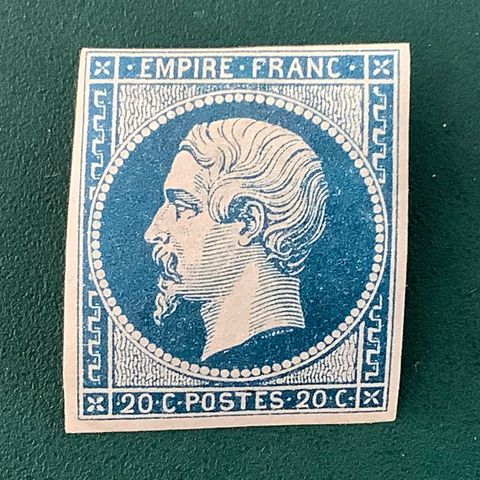 · EMPIRE · FRANC ·
20 · C · POSTES · 20 C ·